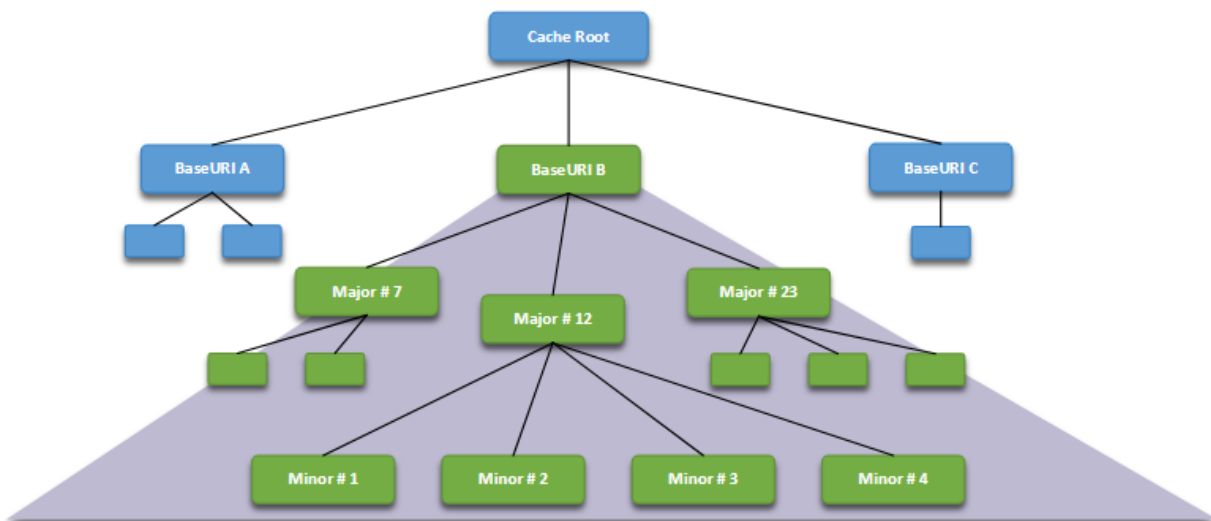 Cache Root
BaseURI A
BaseURI B
BaseURI C
Major # 7
Major # 12
Major # 23
Minor # 1
Minor # 2
Minor # 3
Minor # 4